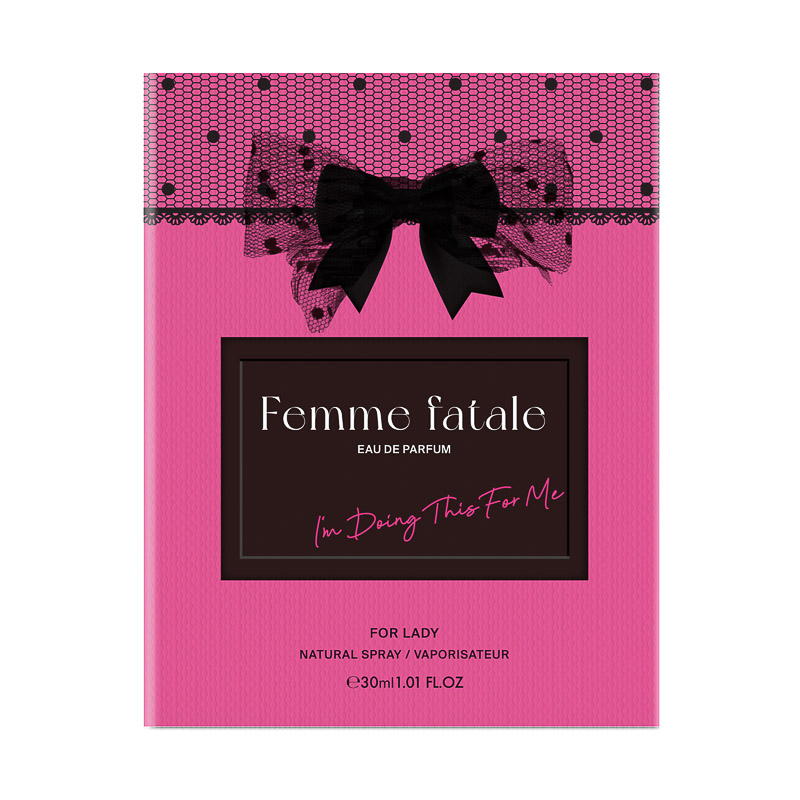 Femme fatale
EAU DE PARFUM
I'm Doing This For Me
FOR LADY
NATURAL SPRAY / VAPORISATEUR
℮30ml1.01 FL.OZ